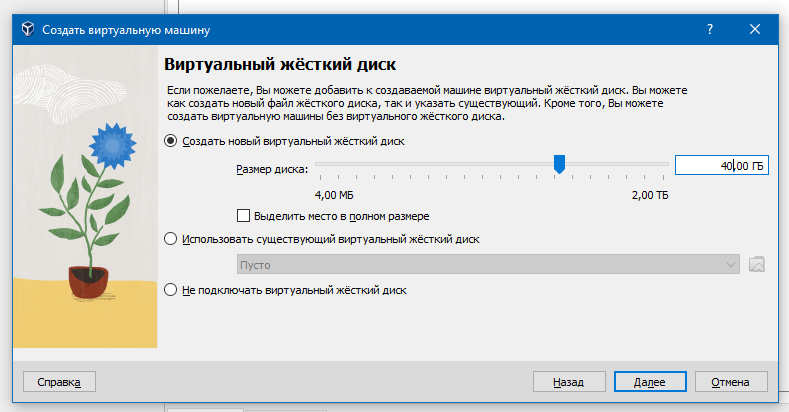 Создать виртуальную машину
Виртуальный жёсткий диск
Если пожелаете, Вы можете добавить к создаваемой машине виртуальный жёсткий диск. Вы можете
как создать новый файл жёсткого диска, так и указать существующий. Кроме того, Вы можете
создать виртуальную машины без виртуального жёсткого диска.
Создать новый виртуальный жёсткий диск
Размер диска:
40,00 ГБ
4,00 МБ 2,00 ТБ
Выделить место в полном размере
Использовать существующий виртуальный жёсткий диск
Пусто
Не подключать виртуальный жёсткий диск
Справка Назад Далее Отмена